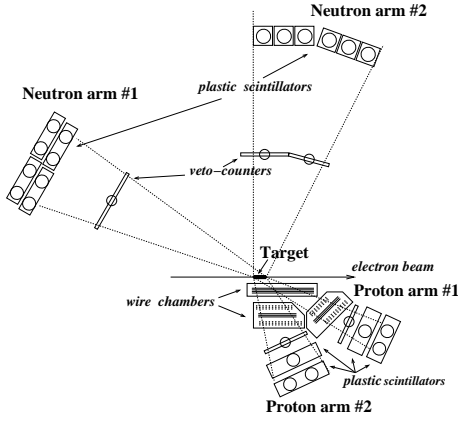 Neutron arm #2
plastic scintillators
Neutron arm #1
veto-counters
Target
electron beam
Proton arm #1
wire chambers
plastic scintillators
Proton arm #2